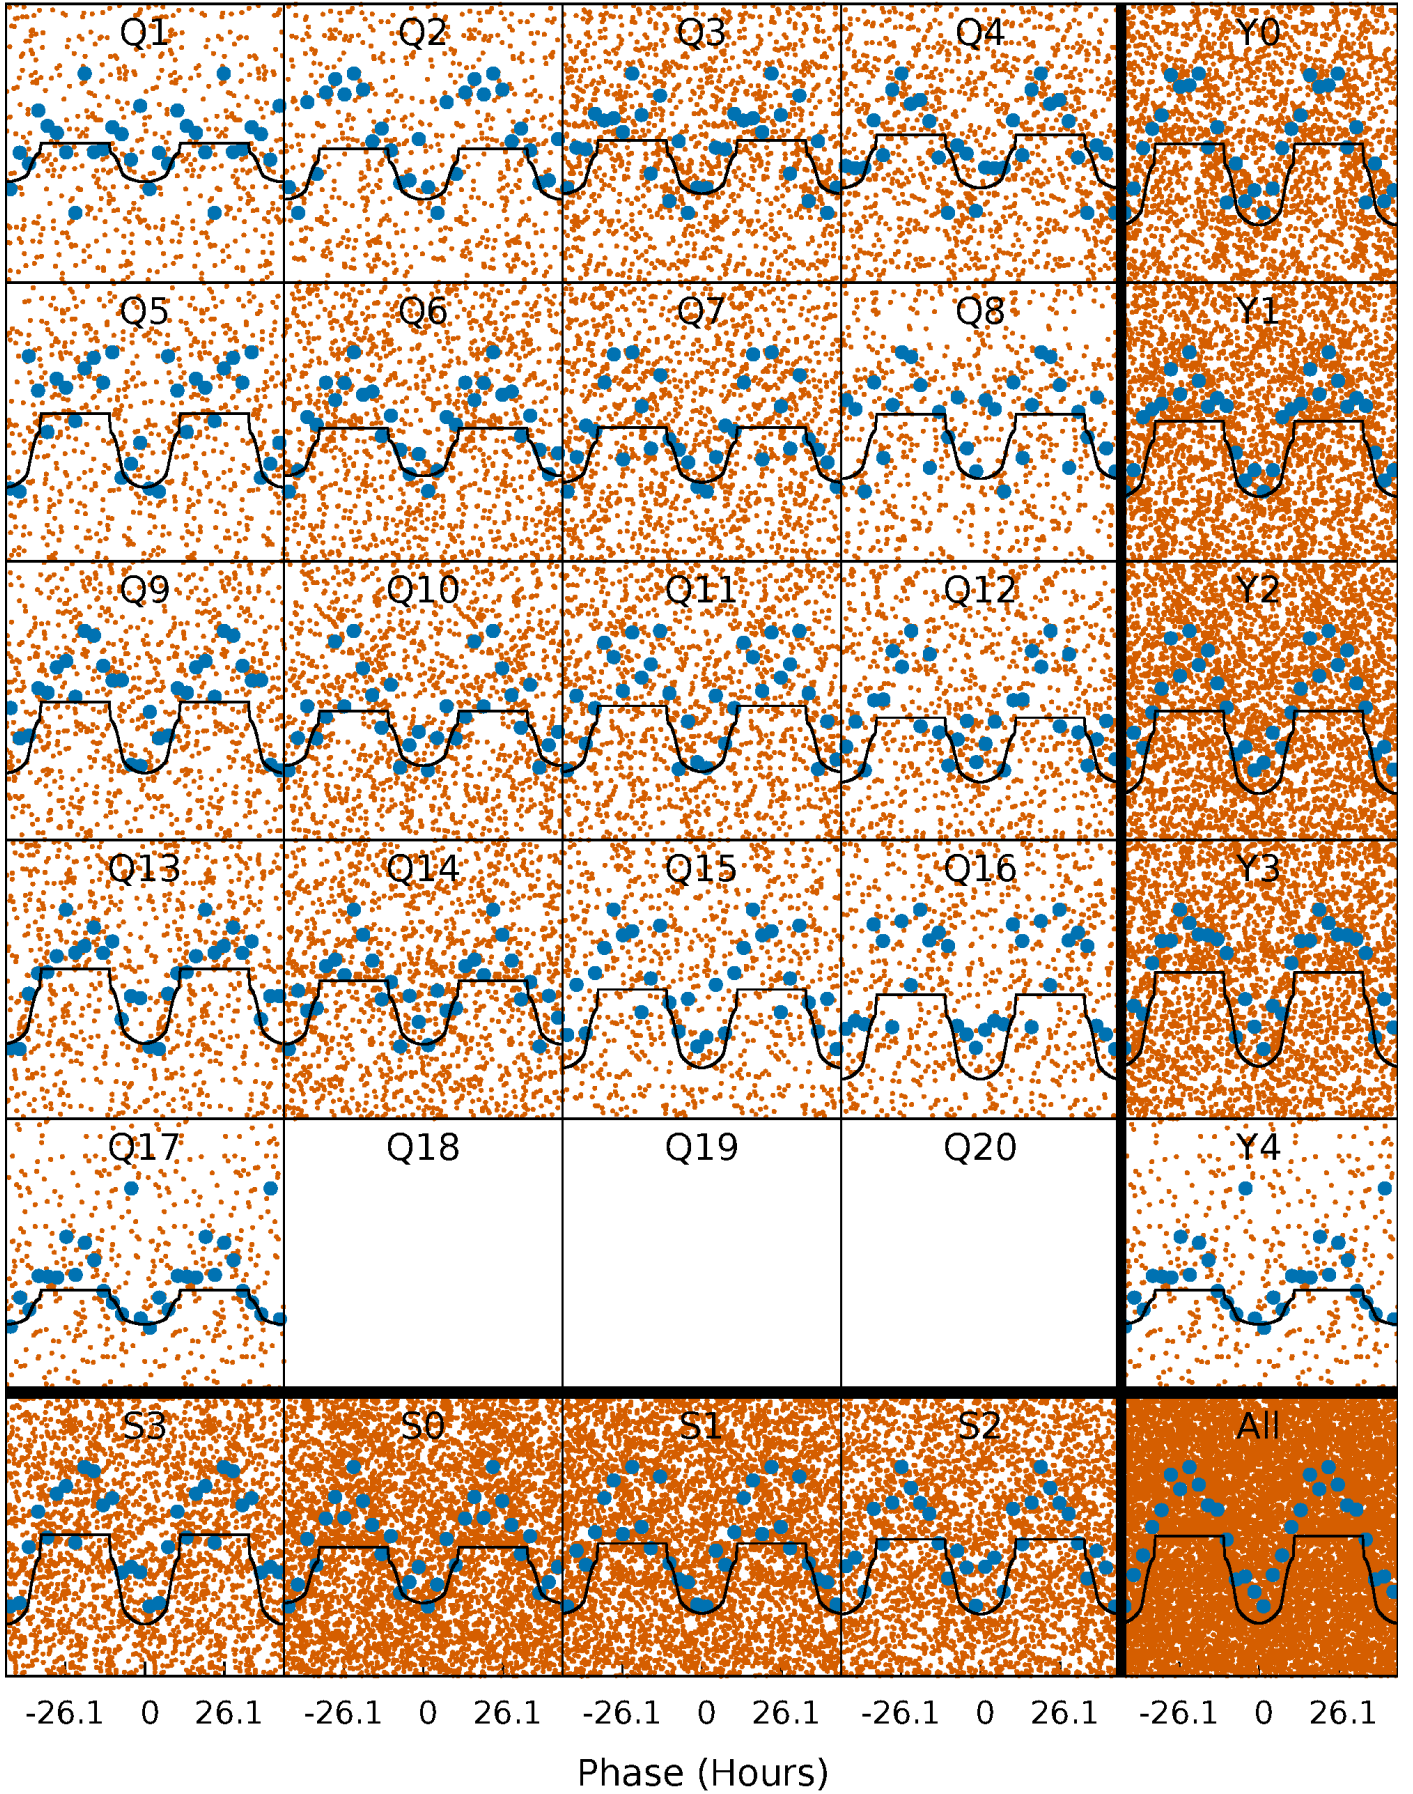 Q1 Q2 Q3 Q4 Y0
Q5 Q6 Q7 Q8 Y1
Q9 Q10 Q11 Q12 Y2
Q13 Q14 Q15 Q16 Y3
Q17 Q18 Q19 Q20 Y4
S3 S0 S1 S2 All
-26.1 0 26.1 -26.1 0 26.1 -26.1 0 26.1 -26.1 0 26.1 -26.1 0 26.1
Phase (Hours)